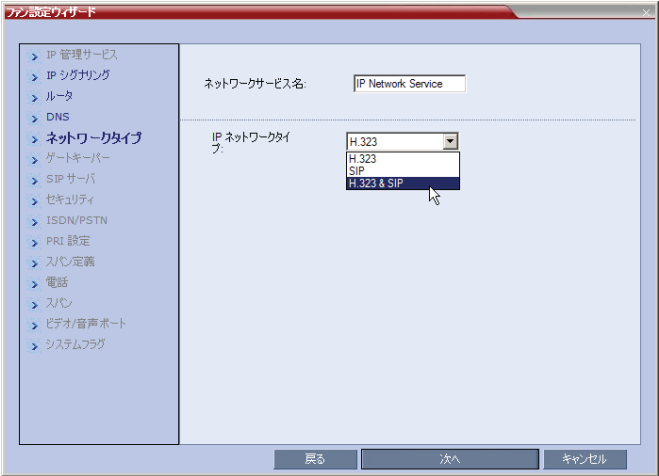 ファン設定ウィザード
IP 管理サービス
IP シグナリング
ルータ
DNS
ネットワークタイプ
ゲートキーパー
SIP サーバ
セキュリティ
ISDN/PSTN
PRI 設定
スパン定義
電話
スパン
ビデオ/音声ポート
システムフラグ
ネットワークサービス名:
IP Network Service
IP ネットワークタイ
プ:
H.323
H.323
SIP
H.323 & SIP
戻る
次へ
キャンセル